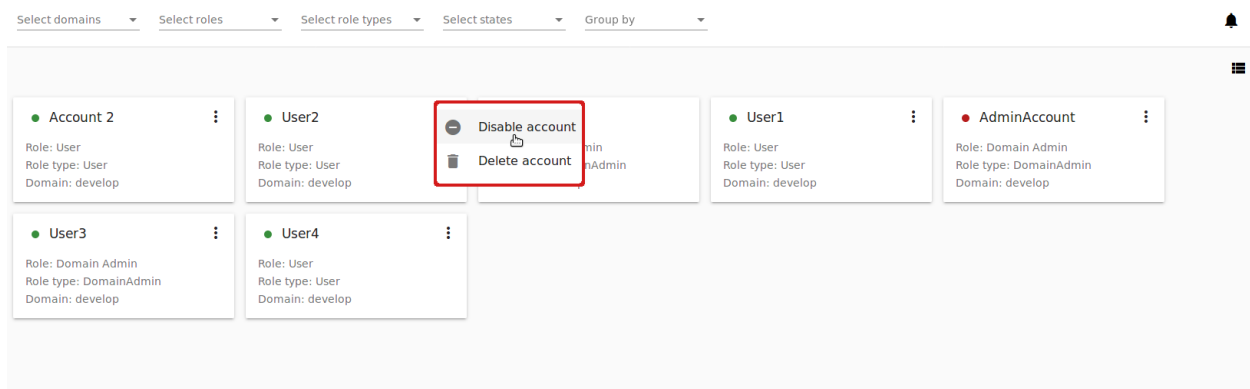 Select domains Select roles Select role types Select states Group by
Account 2
Role: User
Role type: User
Domain: develop
User2
Role: User
Role type: User
Domain: develop
Disable account
Delete account
User1
Role: User
Role type: User
Domain: develop
AdminAccount
Role: Domain Admin
Role type: DomainAdmin
Domain: develop
User3
Role: Domain Admin
Role type: DomainAdmin
Domain: develop
User4
Role: User
Role type: User
Domain: develop